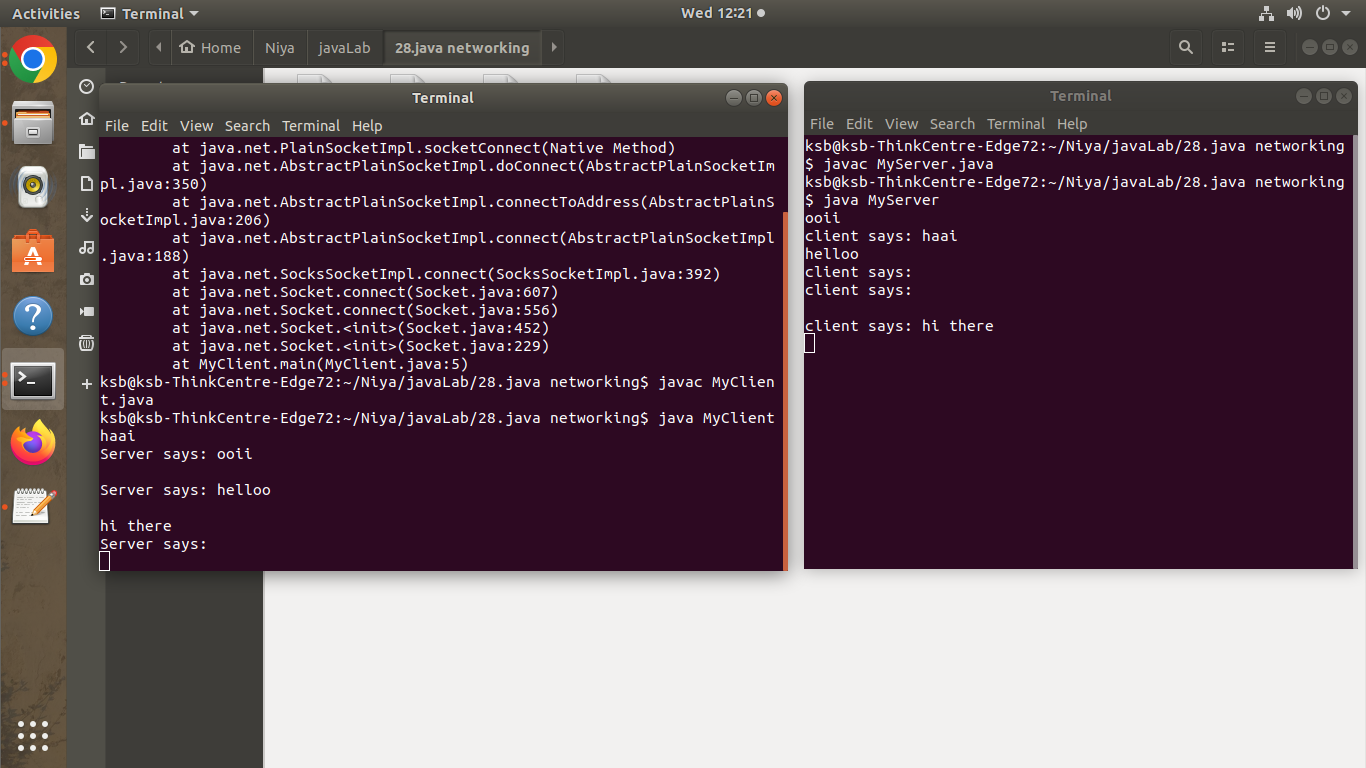 Activities
Terminal
Wed 12:21
Home
Niya
javaLab
28.java networking
Terminal
File Edit View Search Terminal Help
at java.net.PlainSocketImpl.socketConnect(Native Method)
at java.net.AbstractPlainSocketImpl.doConnect(AbstractPlainSocketIm
pl.java:350)
at java.net.AbstractPlainSocketImpl.connectToAddress(AbstractPlainS
ocketImpl.java:206)
at java.net.AbstractPlainSocketImpl.connect(AbstractPlainSocketImpl
.java:188)
at java.net.SocksSocketImpl.connect(SocksSocketImpl.java:392)
at java.net.Socket.connect(Socket.java:607)
at java.net.Socket.connect(Socket.java:556)
at java.net.Socket.<init>(Socket.java:452)
at java.net.Socket.<init>(Socket.java:229)
at MyClient.main(MyClient.java:5)
ksb@ksb-ThinkCentre-Edge72:~/Niya/javaLab/28.java networking$ javac MyClien
t.java
ksb@ksb-ThinkCentre-Edge72:~/Niya/javaLab/28.java networking$ java MyClient
haai
Server says: ooii
Server says: helloo
hi there
Server says:
Terminal
File Edit View Search Terminal Help
ksb@ksb-ThinkCentre-Edge72:~/Niya/javaLab/28.java networking
$ javac MyServer.java
ksb@ksb-ThinkCentre-Edge72:~/Niya/javaLab/28.java networking
$ java MyServer
ooii
client says: haai
helloo
client says:
client says:
client says: hi there